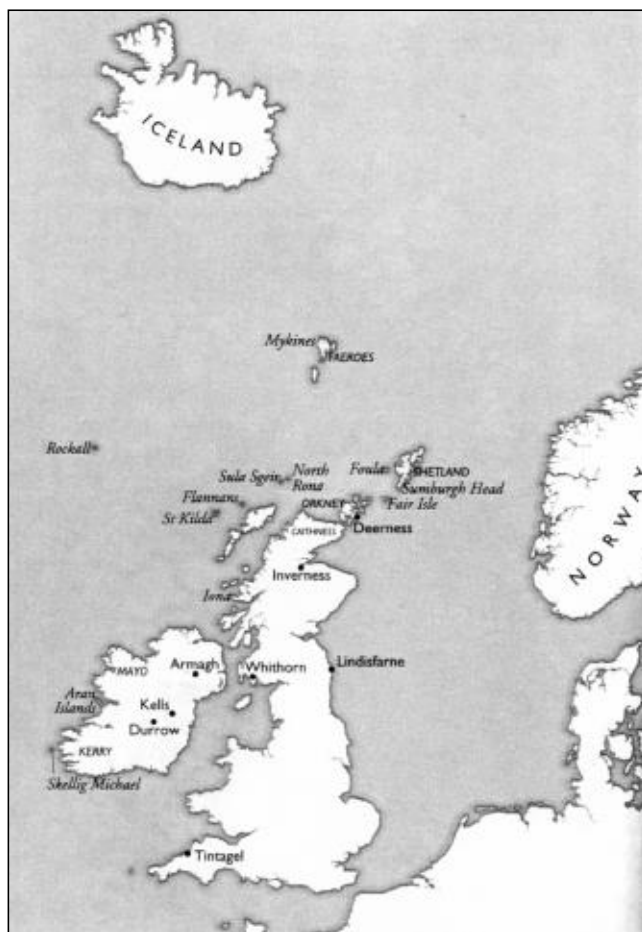 ICELAND
Mykines
FAEROES
Rockall
Foula
SHETLAND
Sula Sgeir
North
Rona
Sumburgh Head
Flannans
ORKNEY
Fair Isle
St Kilda
Deerness
CAITHNESS
NORWAY
Inverness
Iona
Armagh
Whithorn
Lindisfarne
MAYO
Aran
Islands
Kells
Durrow
KERRY
Skellig Michael
Tintagel